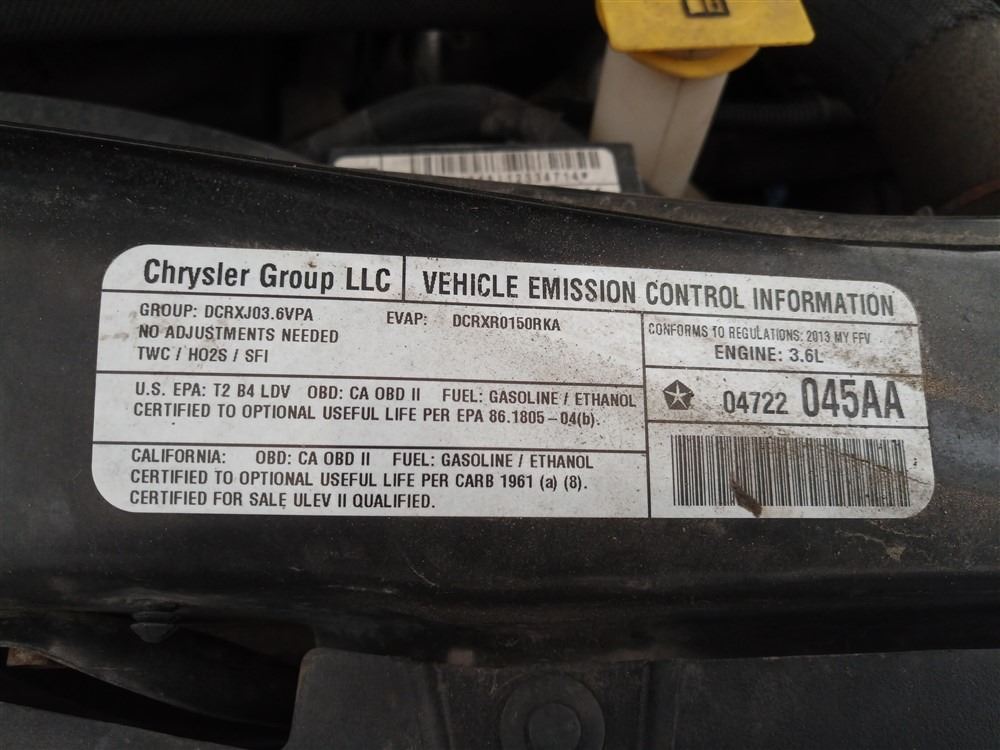 Chrysler Group LLC
VEHICLE EMISSION CONTROL INFORMATION
GROUP: DCRXJ03.6VPA EVAP: DCRXR0150RKA
NO ADJUSTMENTS NEEDED
TWC / HO2S / SFI
CONFORMS TO REGULATIONS: 2013 MY FFV
ENGINE: 3.6L
U.S. EPA: T2 B4 LDV OBD: CA OBD II FUEL: GASOLINE / ETHANOL
CERTIFIED TO OPTIONAL USEFUL LIFE PER EPA 86.1805-04(b).
04722 045AA
CALIFORNIA: OBD: CA OBD II FUEL: GASOLINE / ETHANOL
CERTIFIED TO OPTIONAL USEFUL LIFE PER CARB 1961 (a) (8).
CERTIFIED FOR SALE ULEV II QUALIFIED.